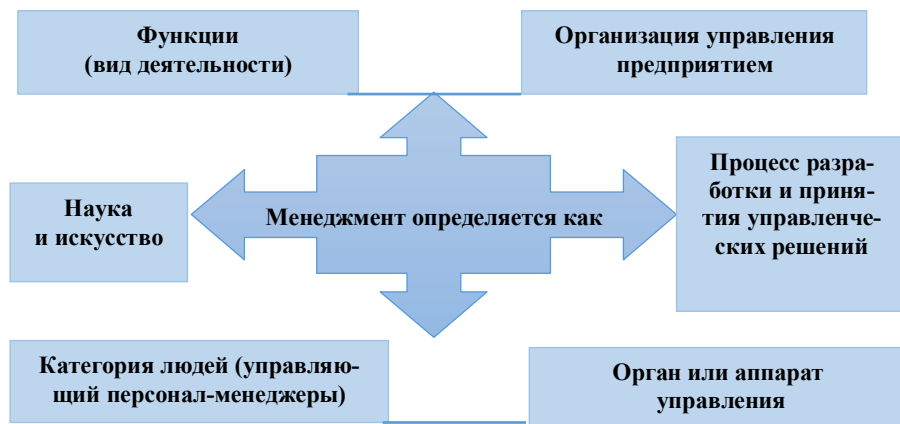 Функции
(вид деятельности)
Организация управления
предприятием
Наука
и искусство
Менеджмент определяется как
Процесс разра-
ботки и приня-
тия управленче-
ских решений
Категория людей (управляю-
щий персонал-менеджеры)
Орган или аппарат
управления